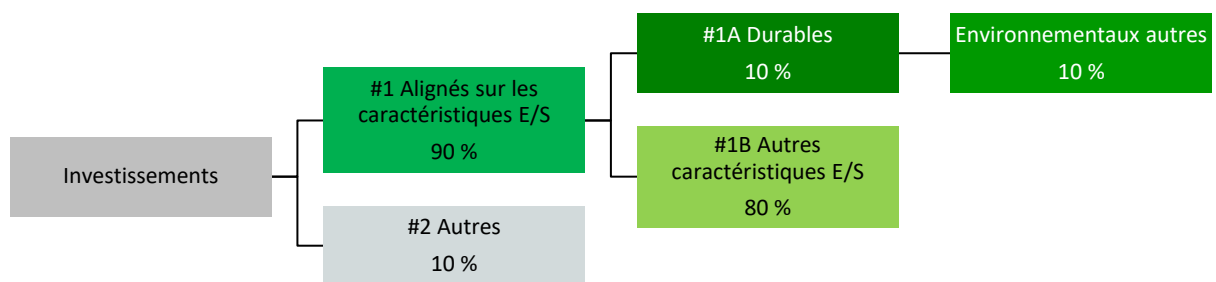 Investissements
#1 Alignés sur les
caractéristiques E/S
90 %
#2 Autres
10 %
#1A Durables
10 %
#1B Autres
caractéristiques E/S
80 %
Environnementaux autres
10 %